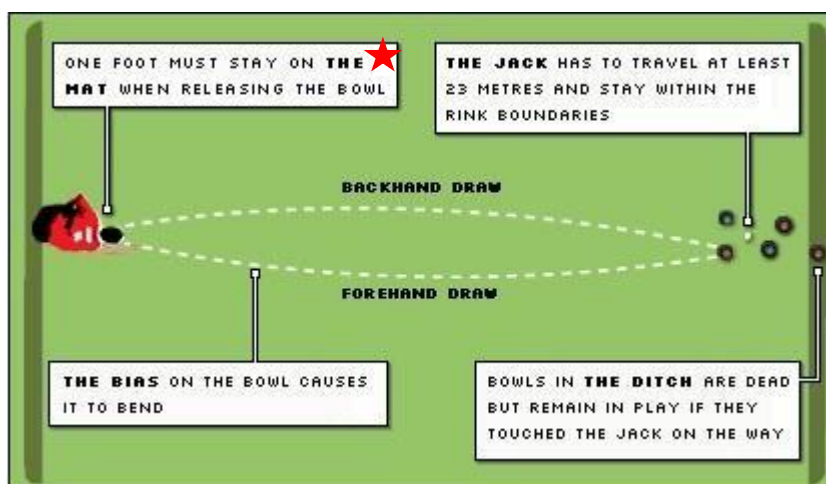 ONE FOOT MUST STAY ON THE
MAT WHEN RELEASING THE BOWL
THE JACK HAS TO TRAVEL AT LEAST
23 METRES AND STAY WITHIN THE
RINK BOUNDARIES
BACKHAND DRAW
FOREHAND DRAW
THE BIAS ON THE BOWL CAUSES
IT TO BEND
BOWLS IN THE DITCH ARE DEAD
BUT REMAIN IN PLAY IF THEY
TOUCHED THE JACK ON THE WAY